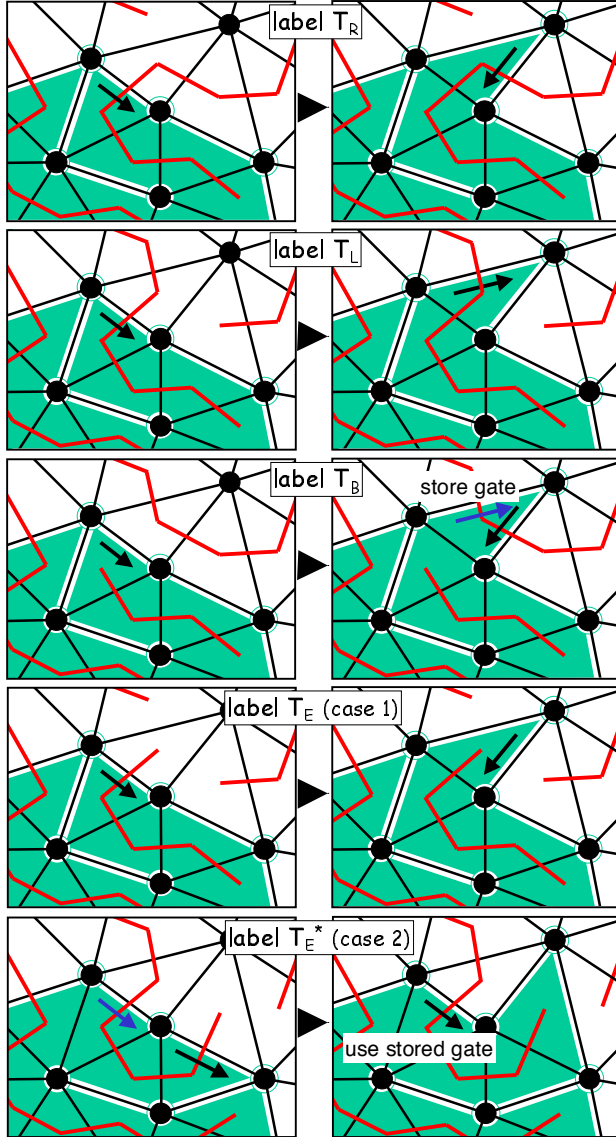 label T_R
label T_L
label T_B
store gate
label T_E (case 1)
label T_E* (case 2)
use stored gate